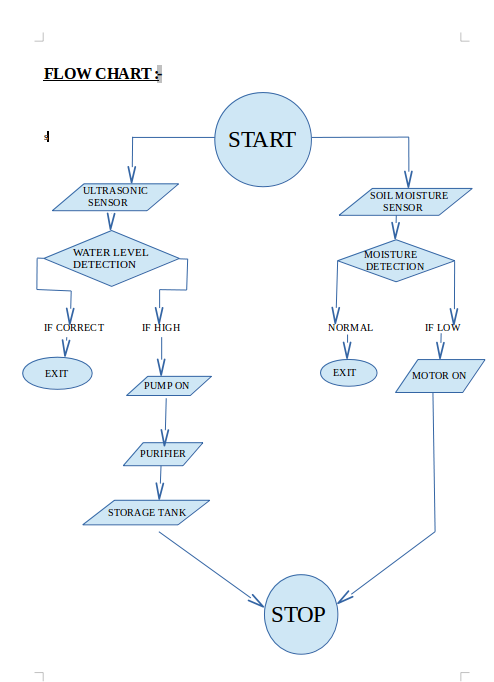 FLOW CHART :-
s
START
ULTRASONIC
SENSOR
SOIL MOISTURE
SENSOR
WATER LEVEL
DETECTION
MOISTURE
DETECTION
IF CORRECT
IF HIGH
NORMAL
IF LOW
EXIT
PUMP ON
EXIT
MOTOR ON
PURIFIER
STORAGE TANK
STOP